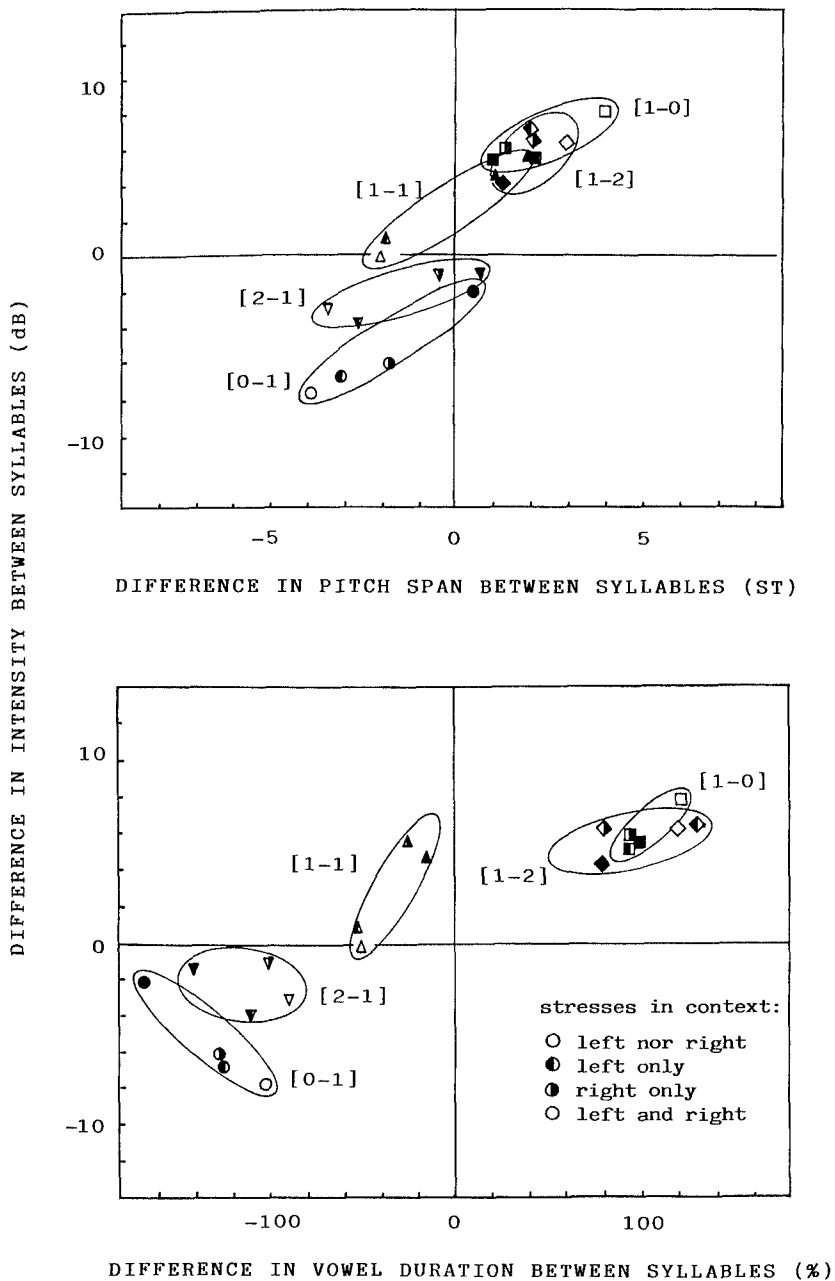 DIFFERENCE IN INTENSITY BETWEEN SYLLABLES (dB)
10
0
-10
[1-0]
[1-2]
[1-1]
[2-1]
[0-1]
-5 0 5
DIFFERENCE IN PITCH SPAN BETWEEN SYLLABLES (ST)
10
0
-10
[1-0]
[1-1]
[1-2]
[2-1]
[0-1]
stresses in context:
left nor right
left only
right only
left and right
-100 0 100
DIFFERENCE IN VOWEL DURATION BETWEEN SYLLABLES (%)